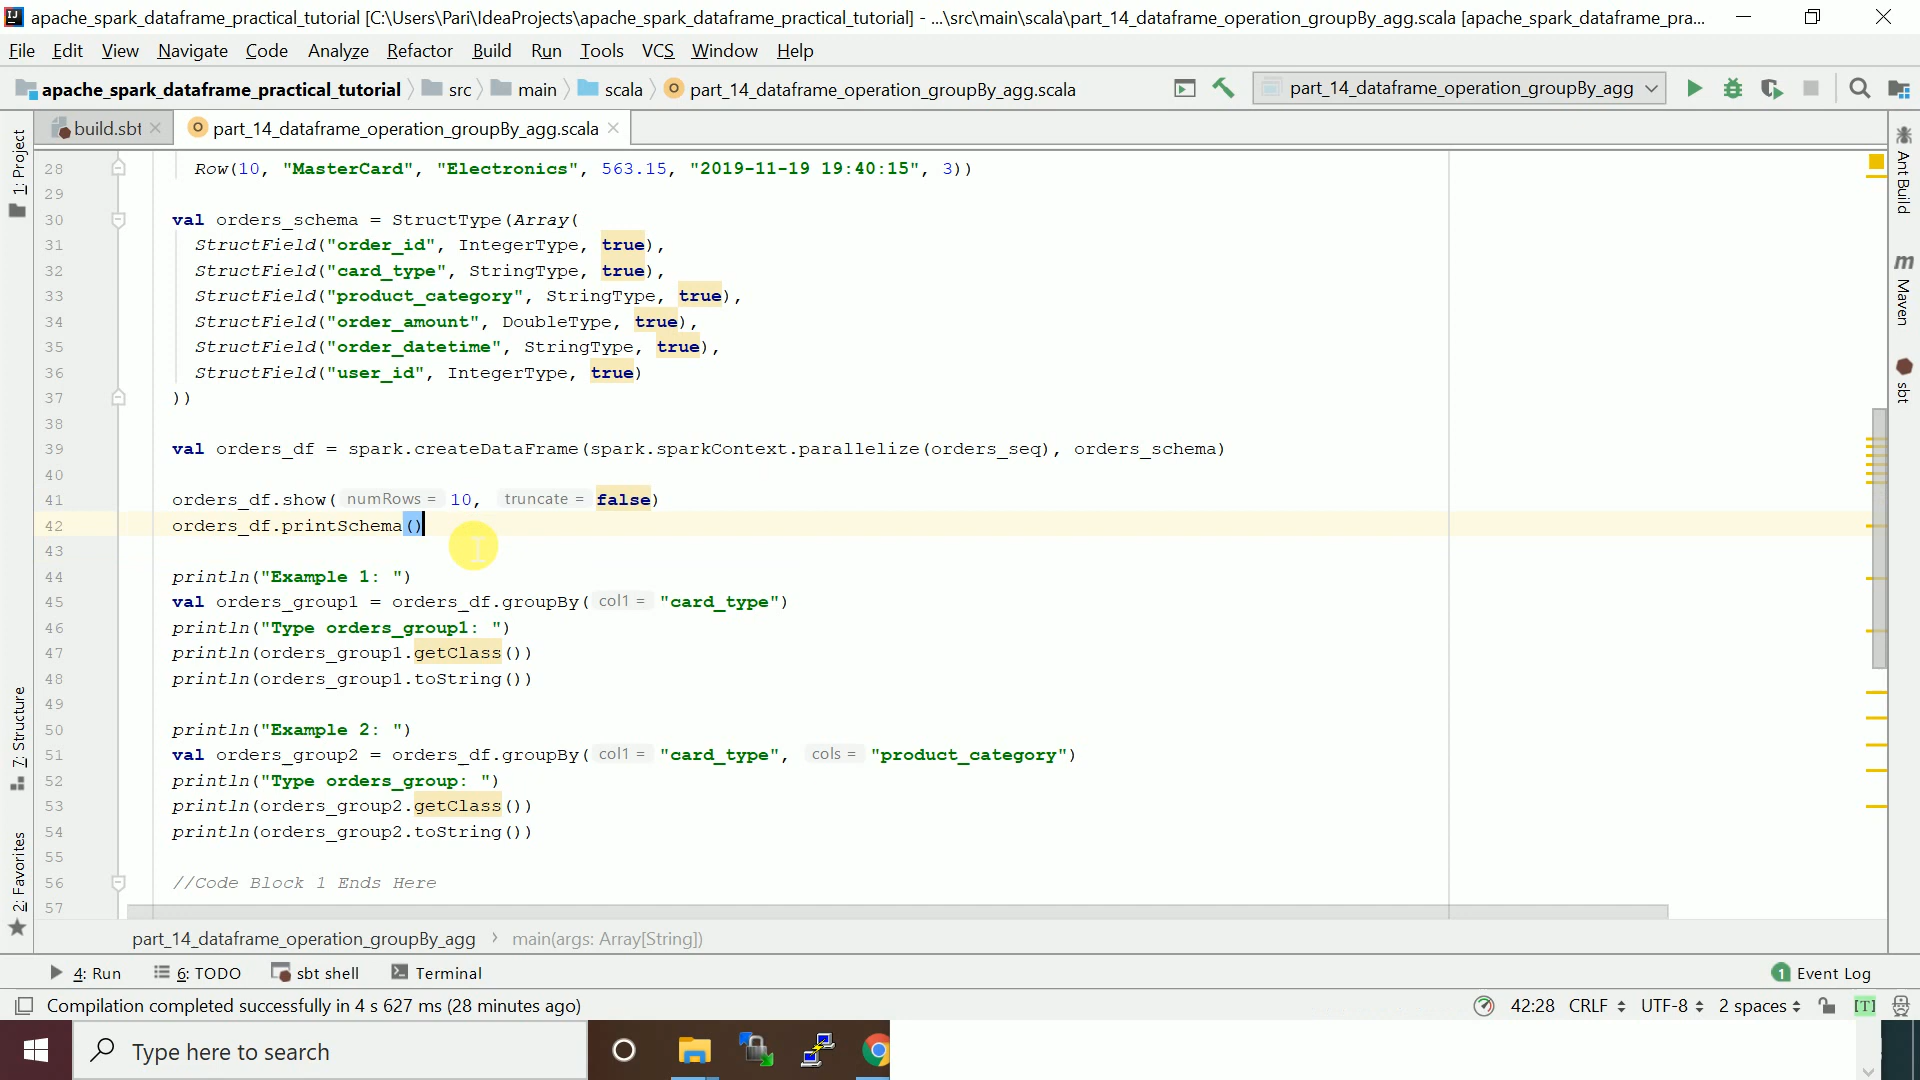 apache_spark_dataframe_practical_tutorial [C:\Users\Pari\IdeaProjects\apache_spark_dataframe_practical_tutorial] - ...\src\main\scala\part_14_dataframe_operation_groupBy_agg.scala [apache_spark_dataframe_pra...
File Edit View Navigate Code Analyze Refactor Build Run Tools VCS Window Help
apache_spark_dataframe_practical_tutorial src main scala part_14_dataframe_operation_groupBy_agg.scala part_14_dataframe_operation_groupBy_agg
build.sbt part_14_dataframe_operation_groupBy_agg.scala
1: Project
7: Structure
2: Favorites
Ant Build
Maven
sbt
28 Row(10, "MasterCard", "Electronics", 563.15, "2019-11-19 19:40:15", 3))
29
30 val orders_schema = StructType(Array(
31 StructField("order_id", IntegerType, true),
32 StructField("card_type", StringType, true),
33 StructField("product_category", StringType, true),
34 StructField("order_amount", DoubleType, true),
35 StructField("order_datetime", StringType, true),
36 StructField("user_id", IntegerType, true)
37 ))
38
39 val orders_df = spark.createDataFrame(spark.sparkContext.parallelize(orders_seq), orders_schema)
40
41 orders_df.show( numRows = 10, truncate = false)
42 orders_df.printSchema()
43
44 println("Example 1: ")
45 val orders_group1 = orders_df.groupBy( col1 = "card_type")
46 println("Type orders_group1: ")
47 println(orders_group1.getClass())
48 println(orders_group1.toString())
49
50 println("Example 2: ")
51 val orders_group2 = orders_df.groupBy( col1 = "card_type", cols = "product_category")
52 println("Type orders_group: ")
53 println(orders_group2.getClass())
54 println(orders_group2.toString())
55
56 //Code Block 1 Ends Here
57
part_14_dataframe_operation_groupBy_agg › main(args: Array[String])
4: Run 6: TODO sbt shell Terminal 1 Event Log
Compilation completed successfully in 4 s 627 ms (28 minutes ago) 42:28 CRLF UTF-8 2 spaces [T]
Type here to search